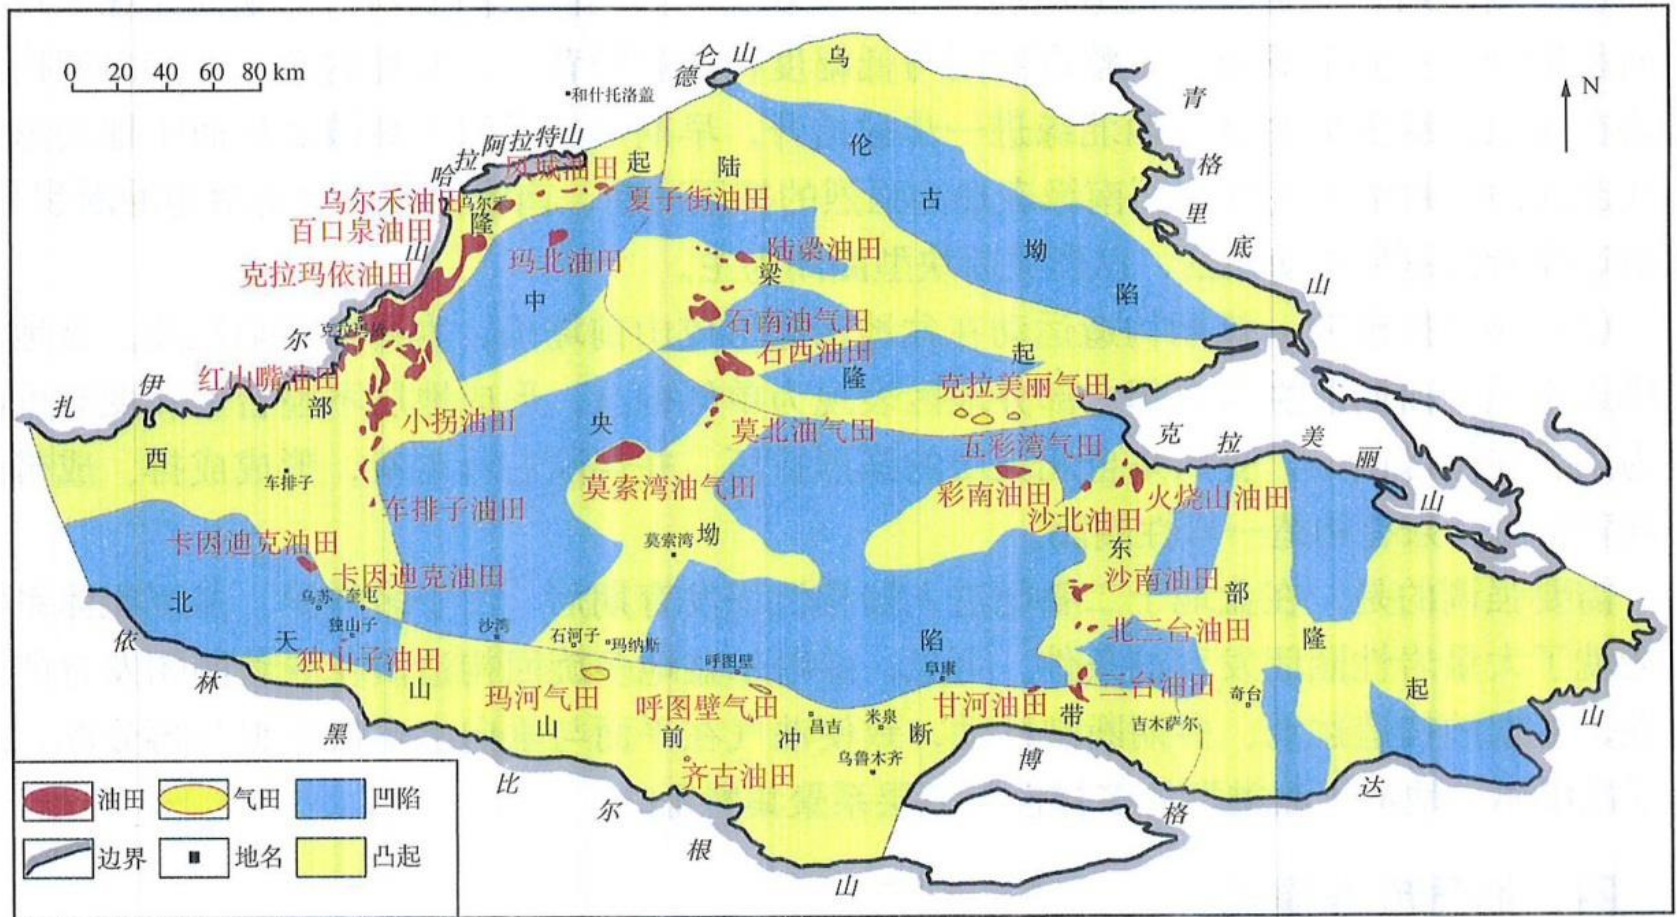 0 20 40 60 80 km
N
德仑山
乌
青格里底山
和什托洛盖
哈拉阿拉特山
起
陆
伦
古
坳
陷
凤城油田
乌尔禾油田
乌尔禾
隆
夏子街油田
百口泉油田
山
玛北油田
陆梁油田
梁
克拉玛依油田
中
石南油气田
克拉玛依
尔
石西油田
起
隆
红山嘴油田
伊
扎
部
克拉美丽气田
小拐油田
央
莫北油气田
五彩湾气田
克拉美丽山
西
车排子
莫索湾油气田
彩南油田
火烧山油田
车排子油田
沙北油田
莫索湾
坳
东
卡因迪克油田
卡因迪克油田
沙南油田
北
乌苏
奎屯
部
独山子
沙湾
石河子
玛纳斯
陷
北三台油田
隆
依
天
独山子油田
呼图壁
阜康
林
山
玛河气田
呼图壁气田
甘河油田
三台油田
奇台
起
山
前
冲
昌吉
米泉
断
带
吉木萨尔
黑
乌鲁木齐
博
山
齐古油田
比
尔
格
达
根
山
油田
气田
凹陷
边界
地名
凸起